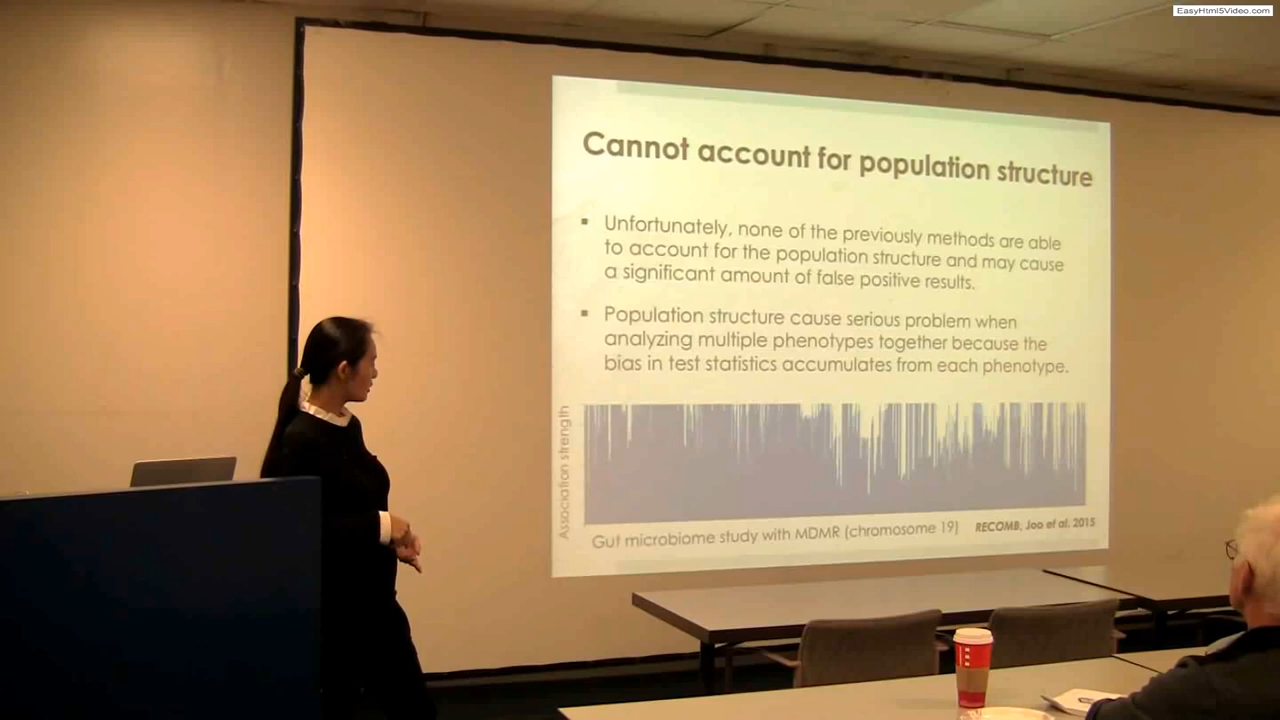 EasyHtml5Video.com
Cannot account for population structure
▪ Unfortunately, none of the previously methods are able
to account for the population structure and may cause
a significant amount of false positive results.
▪ Population structure cause serious problem when
analyzing multiple phenotypes together because the
bias in test statistics accumulates from each phenotype.
Association strength
Gut microbiome study with MDMR (chromosome 19)
RECOMB, Joo et al. 2015